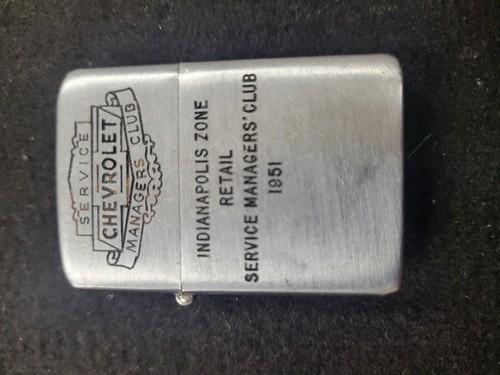 SERVICE
CHEVROLET
MANAGERS CLUB
INDIANAPOLIS ZONE
RETAIL
SERVICE MANAGERS' CLUB
1951